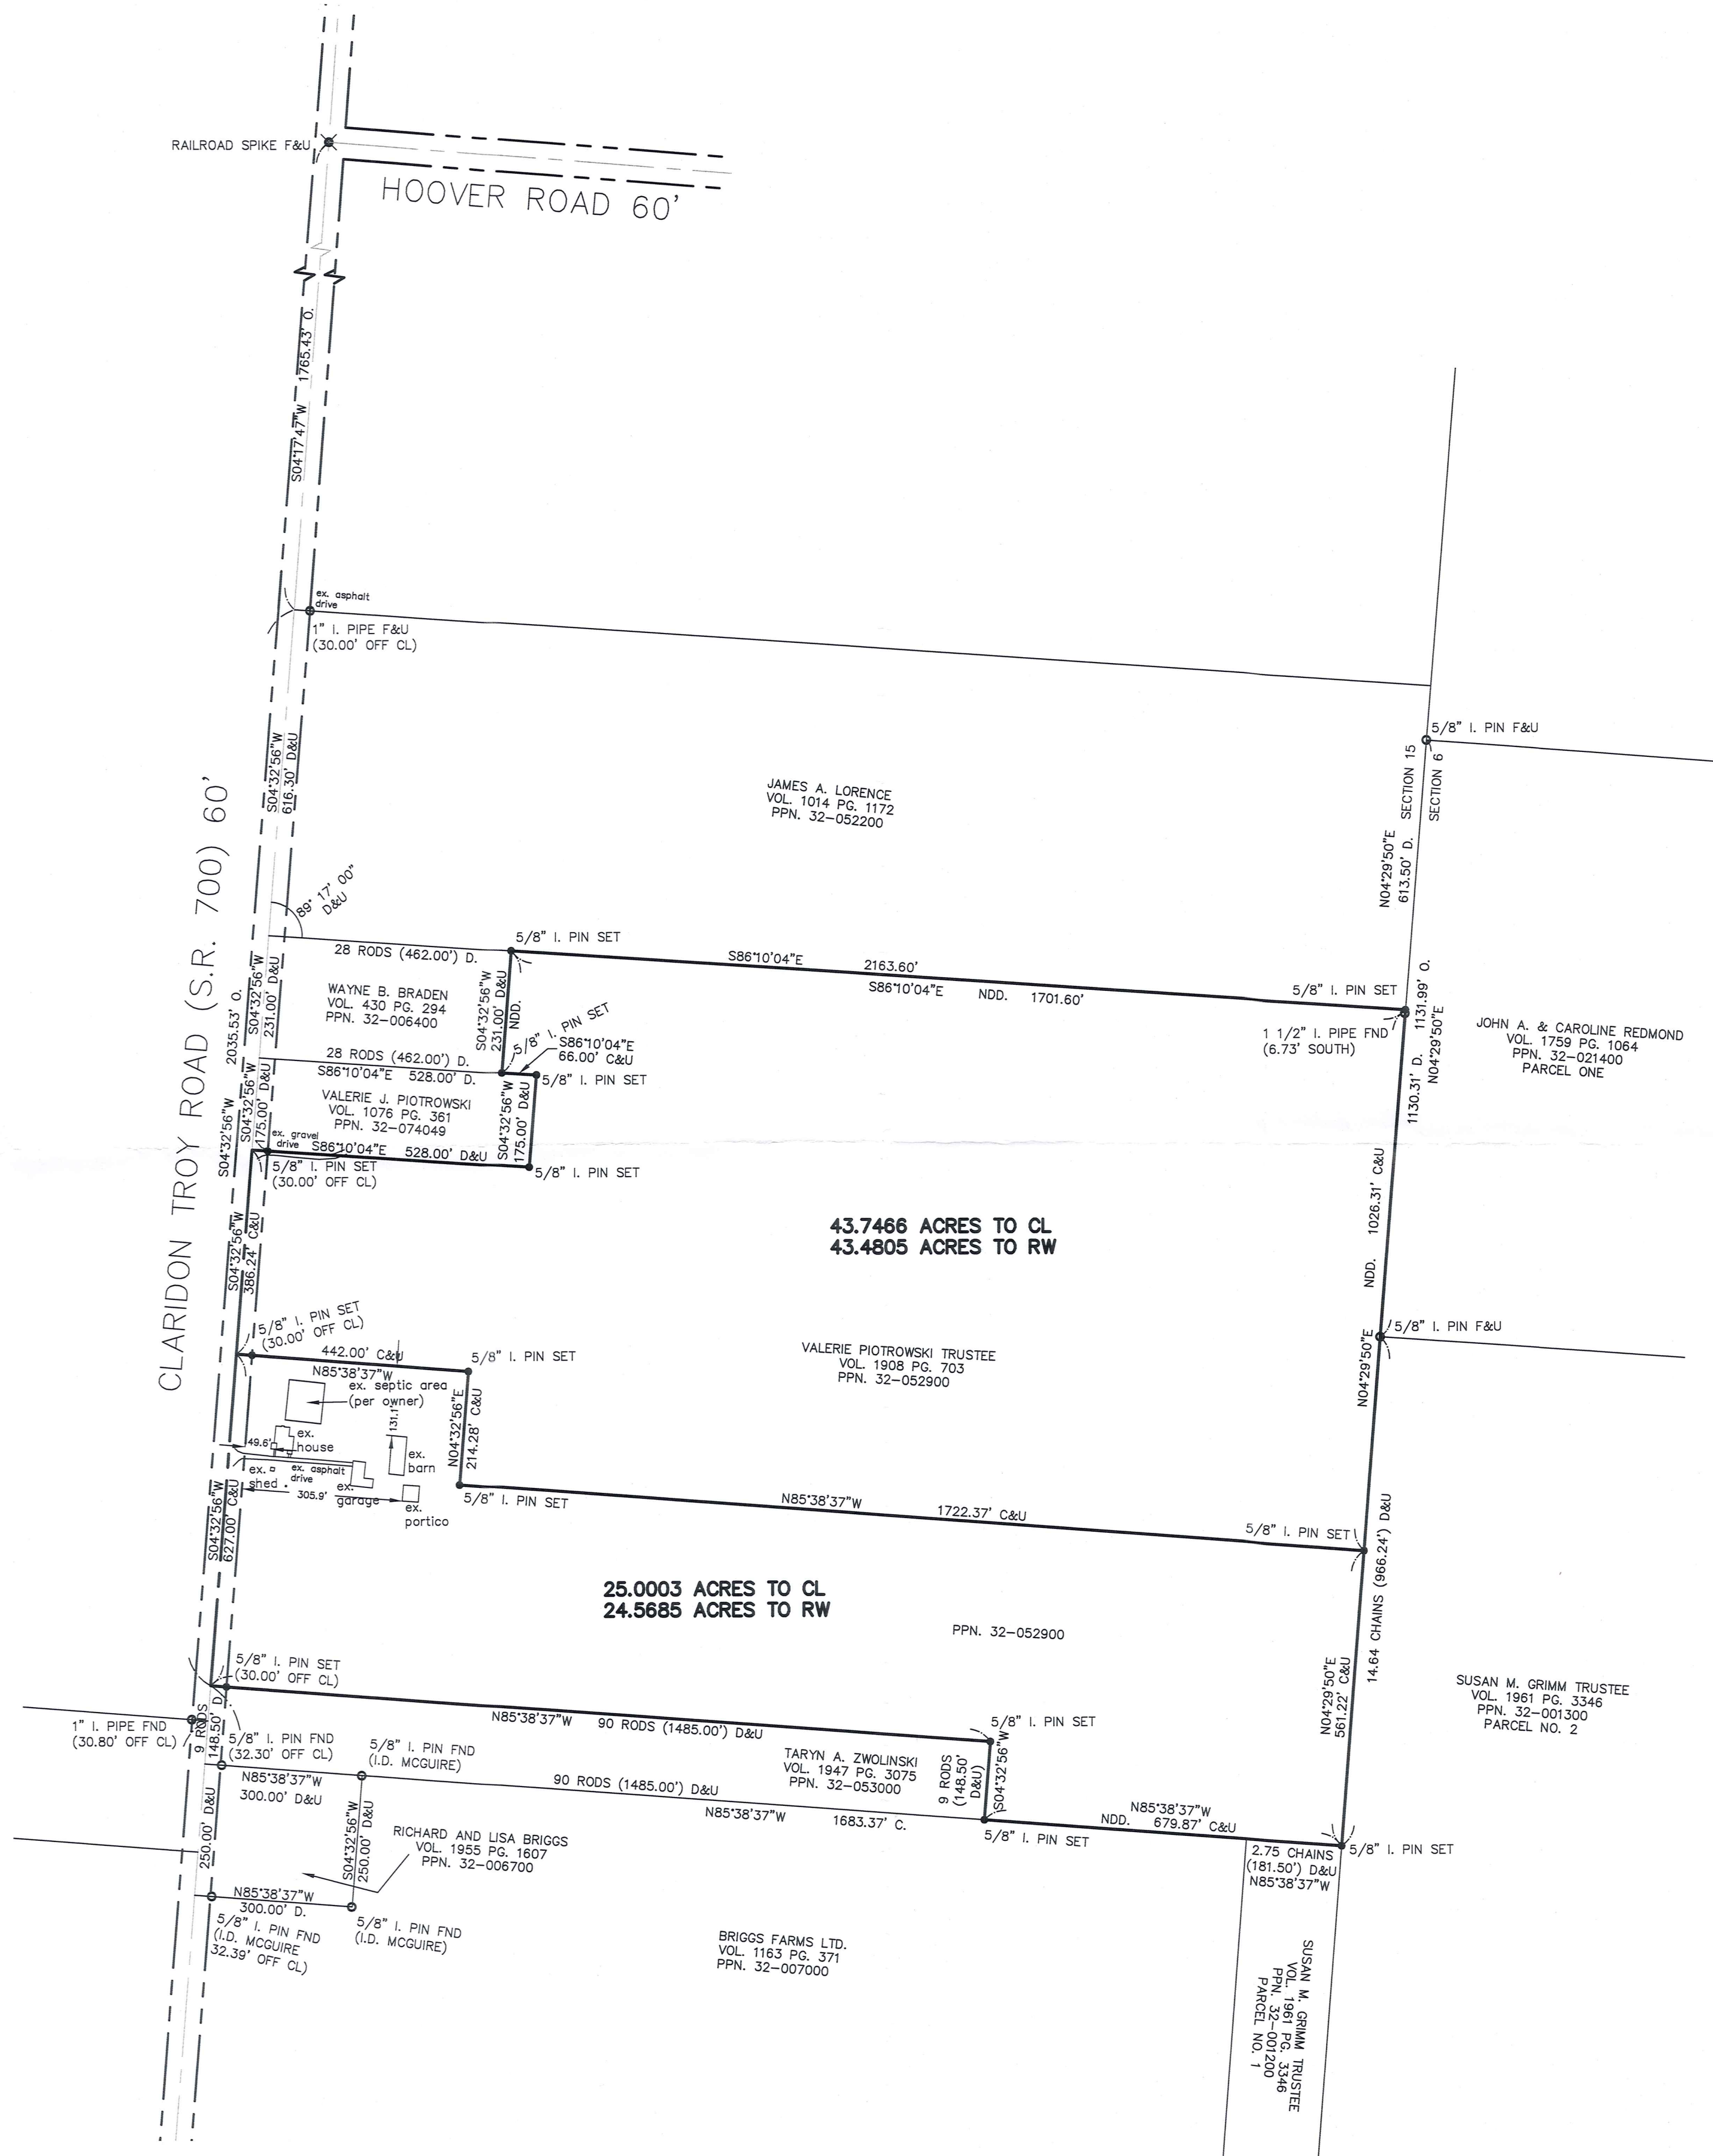 RAILROAD SPIKE F&U
HOOVER ROAD 60'
S04°17'47"W 1765.43' O.
ex. asphalt
drive
1" I. PIPE F&U
(30.00' OFF CL)
5/8" I. PIN F&U
SECTION 15
SECTION 6
S04°32'56"W
616.30' D&U
JAMES A. LORENCE
VOL. 1014 PG. 1172
PPN. 32-052200
N04°29'50"E
613.50' D.
CLARIDON TROY ROAD (S.R. 700) 60'
89° 17' 00"
D&U
5/8" I. PIN SET
28 RODS (462.00') D.
S86°10'04"E 2163.60'
S86°10'04"E NDD. 1701.60'
5/8" I. PIN SET
1 1/2" I. PIPE FND
(6.73' SOUTH)
1131.99' O.
N04°29'50"E
1130.31' D.
JOHN A. & CAROLINE REDMOND
VOL. 1759 PG. 1064
PPN. 32-021400
PARCEL ONE
S04°32'56"W 2035.53' O.
S04°32'56"W
231.00' D&U
WAYNE B. BRADEN
VOL. 430 PG. 294
PPN. 32-006400
S04°32'56"W
231.00' D&U
NDD.
5/8" I. PIN SET
S86°10'04"E
66.00' C&U
28 RODS (462.00') D.
S86°10'04"E 528.00' D.
5/8" I. PIN SET
S04°32'56"W
175.00' D&U
VALERIE J. PIOTROWSKI
VOL. 1076 PG. 361
PPN. 32-074049
S04°32'56"W
175.00' D&U
ex. gravel
drive
S86°10'04"E 528.00' D&U
5/8" I. PIN SET
(30.00' OFF CL)
5/8" I. PIN SET
43.7466 ACRES TO CL
43.4805 ACRES TO RW
NDD. 1026.31' C&U
S04°32'56"W
386.24' C&U
5/8" I. PIN SET
(30.00' OFF CL)
5/8" I. PIN F&U
N04°29'50"E
442.00' C&U
N85°38'37"W
5/8" I. PIN SET
VALERIE PIOTROWSKI TRUSTEE
VOL. 1908 PG. 703
PPN. 32-052900
ex. septic area
(per owner)
131.1'
N04°32'56"E
214.28' C&U
49.6'
ex.
house
ex.
barn
ex.
shed
ex. asphalt
drive
305.9'
ex.
garage
ex.
portico
5/8" I. PIN SET
N85°38'37"W 1722.37' C&U
5/8" I. PIN SET
S04°32'56"W
627.00' C&U
14.64 CHAINS (966.24') D&U
25.0003 ACRES TO CL
24.5685 ACRES TO RW
PPN. 32-052900
N04°29'50"E
561.22' C&U
SUSAN M. GRIMM TRUSTEE
VOL. 1961 PG. 3346
PPN. 32-001300
PARCEL NO. 2
5/8" I. PIN SET
(30.00' OFF CL)
N85°38'37"W 90 RODS (1485.00') D&U
5/8" I. PIN SET
1" I. PIPE FND
(30.80' OFF CL)
9 RODS
148.50' D.
5/8" I. PIN FND
(32.30' OFF CL)
5/8" I. PIN FND
(I.D. MCGUIRE)
TARYN A. ZWOLINSKI
VOL. 1947 PG. 3075
PPN. 32-053000
9 RODS
(148.50'
D&U)
S04°32'56"W
N85°38'37"W
300.00' D&U
90 RODS (1485.00') D&U
N85°38'37"W 1683.37' C.
5/8" I. PIN SET
N85°38'37"W
NDD. 679.87' C&U
5/8" I. PIN SET
2.75 CHAINS
(181.50') D&U
N85°38'37"W
250.00' D&U
S04°32'56"W
250.00' D&U
RICHARD AND LISA BRIGGS
VOL. 1955 PG. 1607
PPN. 32-006700
N85°38'37"W
300.00' D.
5/8" I. PIN FND
(I.D. MCGUIRE
32.39' OFF CL)
5/8" I. PIN FND
(I.D. MCGUIRE)
BRIGGS FARMS LTD.
VOL. 1163 PG. 371
PPN. 32-007000
SUSAN M. GRIMM TRUSTEE
VOL. 1961 PG. 3346
PPN. 32-001200
PARCEL NO. 1